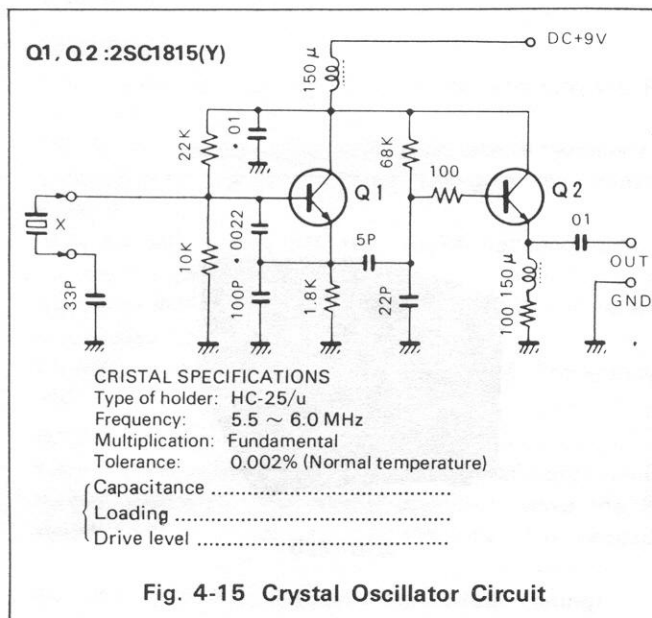 Q1, Q2 :2SC1815(Y)
DC+9V
150μ
22K
.01
68K
100
Q1
Q2
X
.0022
5P
01
OUT
10K
100P
1.8K
22P
150μ
100
GND
33P
CRISTAL SPECIFICATIONS
Type of holder: HC-25/u
Frequency: 5.5 ~ 6.0 MHz
Multiplication: Fundamental
Tolerance: 0.002% (Normal temperature)
Capacitance ........................................
Loading ..............................................
Drive level ..........................................
Fig. 4-15 Crystal Oscillator Circuit